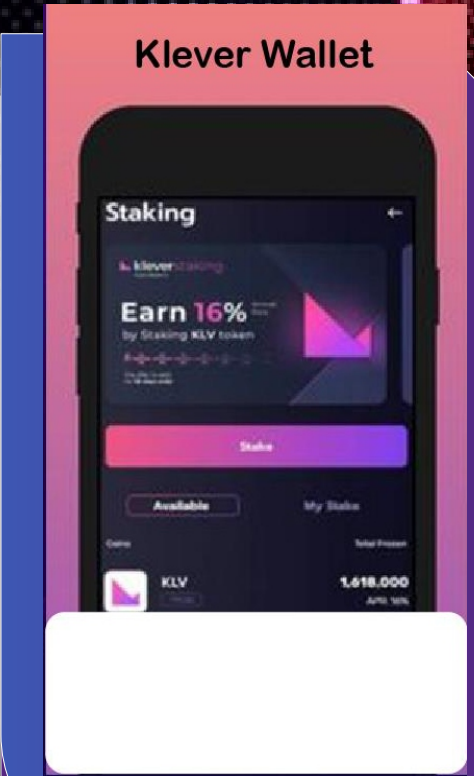 Klever Wallet
Staking
klever staking
Earn 16%
by Staking KLV token
Stake
Available My Stake
Coins Total Frozen
KLV 1,618,000
APR 16%